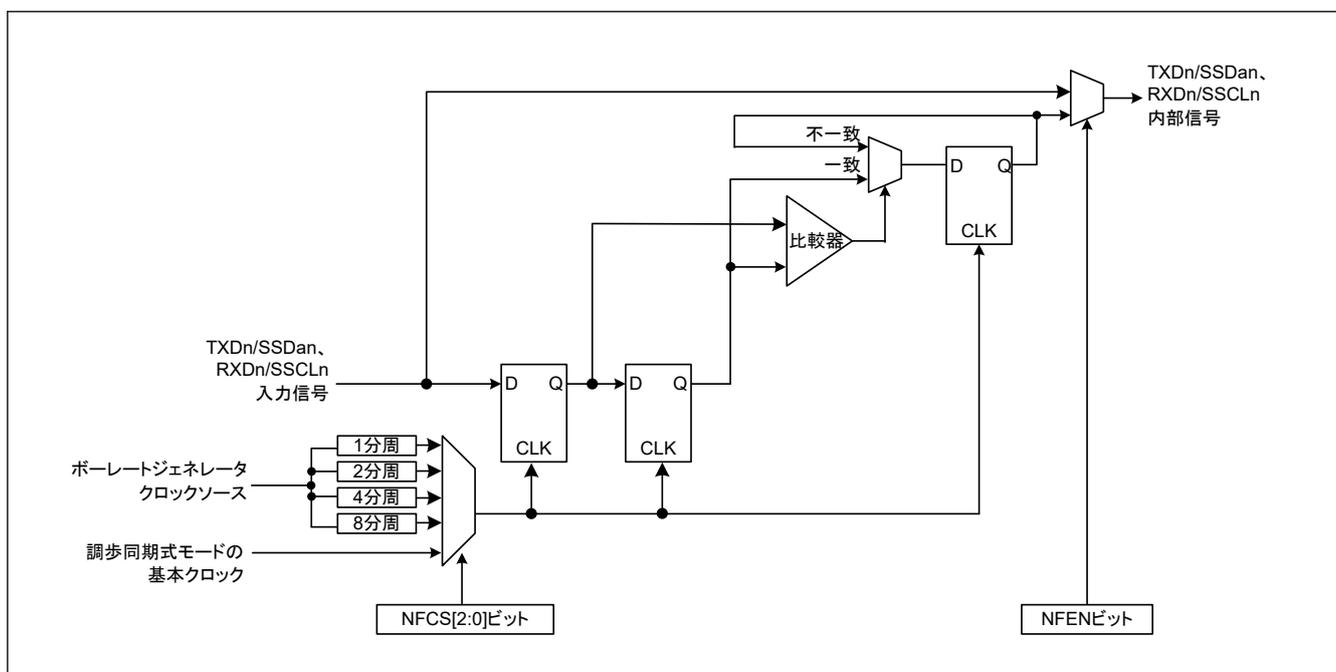 TXDn/SSDan、
RXDn/SSCLn
内部信号
不一致
一致
D
Q
CLK
比較器
TXDn/SSDan、
RXDn/SSCLn
入力信号
D
Q
CLK
D
Q
CLK
1分周
2分周
4分周
8分周
ボーレートジェネレータ
クロックソース
調歩同期式モードの
基本クロック
NFCS[2:0]ビット
NFENビット